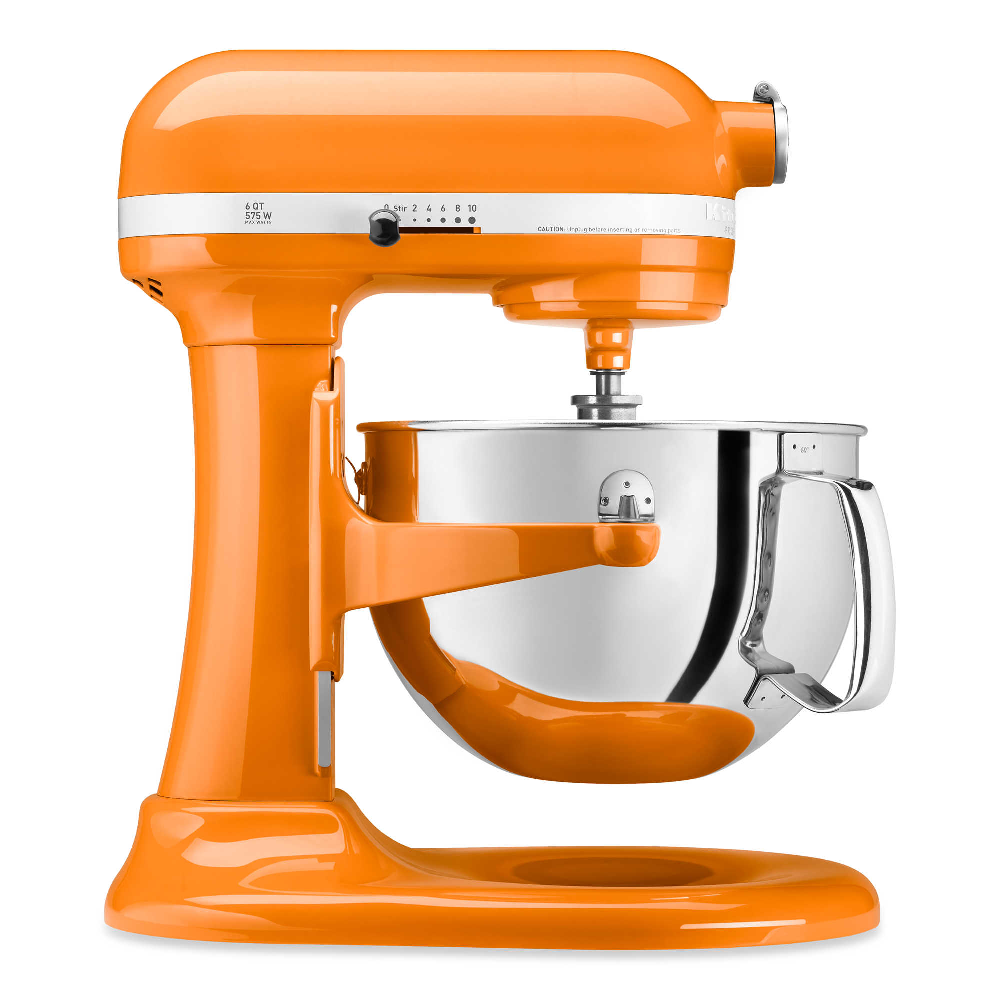 6 QT
575 W
MAX WATTS
0 Stir 2 4 6 8 10
CAUTION: Unplug before inserting or removing parts.
6QT